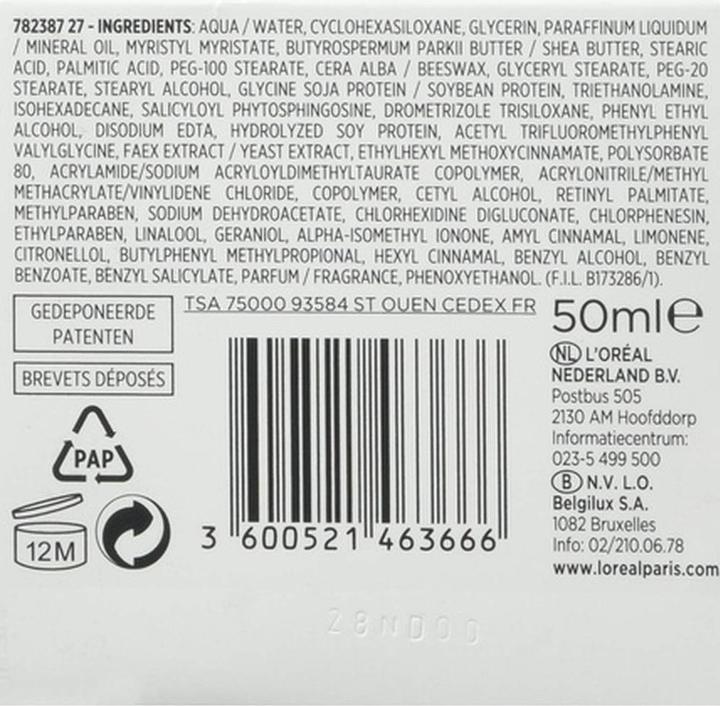 782387 27 - INGREDIENTS: AQUA / WATER, CYCLOHEXASILOXANE, GLYCERIN, PARAFFINUM LIQUIDUM
/ MINERAL OIL, MYRISTYL MYRISTATE, BUTYROSPERMUM PARKII BUTTER / SHEA BUTTER, STEARIC
ACID, PALMITIC ACID, PEG-100 STEARATE, CERA ALBA / BEESWAX, GLYCERYL STEARATE, PEG-20
STEARATE, STEARYL ALCOHOL, GLYCINE SOJA PROTEIN / SOYBEAN PROTEIN, TRIETHANOLAMINE,
ISOHEXADECANE, SALICYLOYL PHYTOSPHINGOSINE, DROMETRIZOLE TRISILOXANE, PHENYL ETHYL
ALCOHOL, DISODIUM EDTA, HYDROLYZED SOY PROTEIN, ACETYL TRIFLUOROMETHYLPHENYL
VALYLGLYCINE, FAEX EXTRACT / YEAST EXTRACT, ETHYLHEXYL METHOXYCINNAMATE, POLYSORBATE
80, ACRYLAMIDE/SODIUM ACRYLOYLDIMETHYLTAURATE COPOLYMER, ACRYLONITRILE/METHYL
METHACRYLATE/VINYLIDENE CHLORIDE, COPOLYMER, CETYL ALCOHOL, RETINYL PALMITATE,
METHYLPARABEN, SODIUM DEHYDROACETATE, CHLORHEXIDINE DIGLUCONATE, CHLORPHENESIN,
ETHYLPARABEN, LINALOOL, GERANIOL, ALPHA-ISOMETHYL IONONE, AMYL CINNAMAL, LIMONENE,
CITRONELLOL, BUTYLPHENYL METHYLPROPIONAL, HEXYL CINNAMAL, BENZYL ALCOHOL, BENZYL
BENZOATE, BENZYL SALICYLATE, PARFUM / FRAGRANCE, PHENOXYETHANOL. (F.I.L. B173286/1).
GEDEPONEERDE
PATENTEN
BREVETS DÉPOSÉS
PAP
12M
TSA 75000 93584 ST OUEN CEDEX FR
3 600521 463666
50ml e
NL L'ORÉAL
NEDERLAND B.V.
Postbus 505
2130 AM Hoofddorp
Informatiecentrum:
023-5 499 500
B N.V. L.O.
Belgilux S.A.
1082 Bruxelles
Info: 02/210.06.78
www.lorealparis.com
28ND00